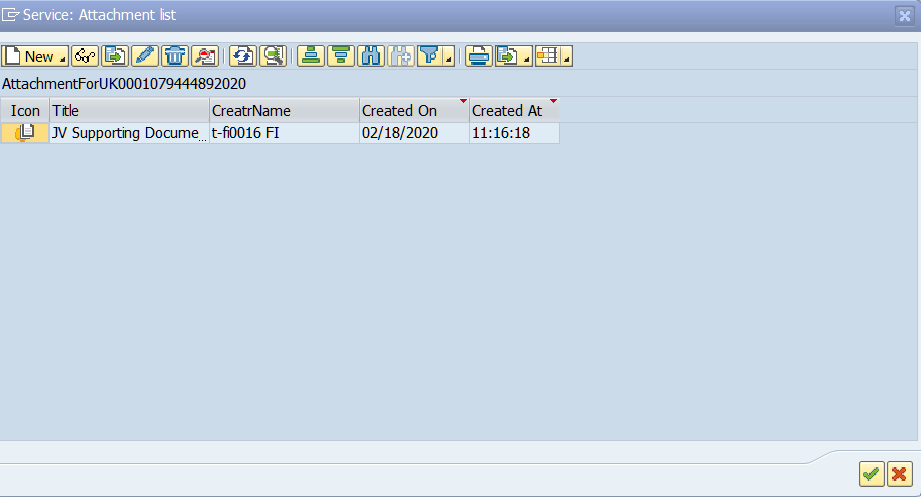 Service: Attachment list
New
AttachmentForUK0001079444892020
Icon Title CreatrName Created On Created At
JV Supporting Docume... t-fi0016 FI 02/18/2020 11:16:18